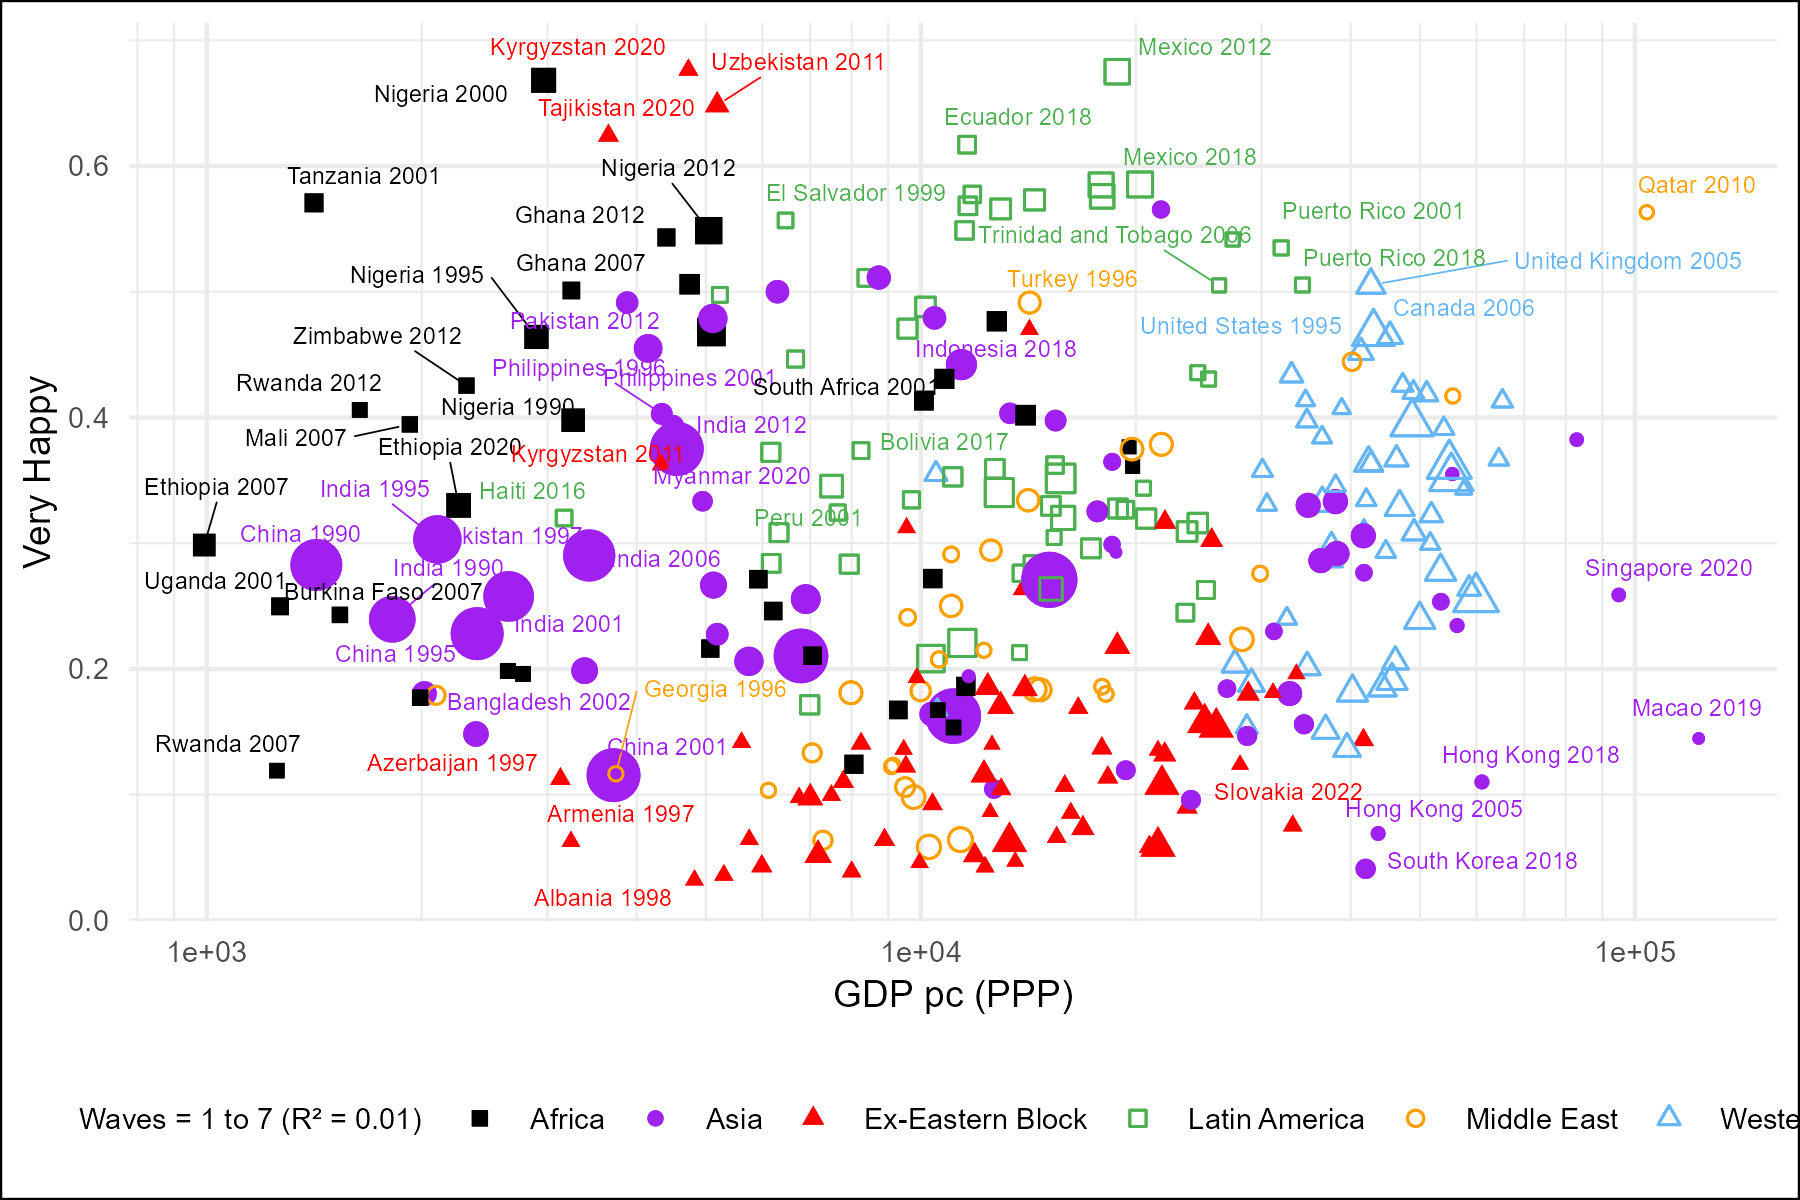 Kyrgyzstan 2020
Mexico 2012
Uzbekistan 2011
Nigeria 2000
Tajikistan 2020
Ecuador 2018
Mexico 2018
Nigeria 2012
0.6
Tanzania 2001
El Salvador 1999
Qatar 2010
Ghana 2012
Puerto Rico 2001
Trinidad and Tobago 2006
Ghana 2007
Puerto Rico 2018
United Kingdom 2005
Nigeria 1995
Turkey 1996
Canada 2006
Pakistan 2012
United States 1995
Zimbabwe 2012
Indonesia 2018
Philippines 1996
Philippines 2001
Rwanda 2012
South Africa 2001
Nigeria 1990
0.4
India 2012
Mali 2007
Bolivia 2017
Ethiopia 2020
Kyrgyzstan 2011
Myanmar 2020
Very Happy
Ethiopia 2007
India 1995
Haiti 2016
Peru 2001
China 1990
kistan 1997
India 2006
India 1990
Singapore 2020
Uganda 2001
Burkina Faso 2007
India 2001
China 1995
0.2
Georgia 1996
Bangladesh 2002
Macao 2019
Rwanda 2007
China 2001
Hong Kong 2018
Azerbaijan 1997
Slovakia 2022
Armenia 1997
Hong Kong 2005
South Korea 2018
Albania 1998
0.0
1e+03
1e+04
1e+05
GDP pc (PPP)
Waves = 1 to 7 (R² = 0.01) Africa Asia Ex-Eastern Block Latin America Middle East Weste